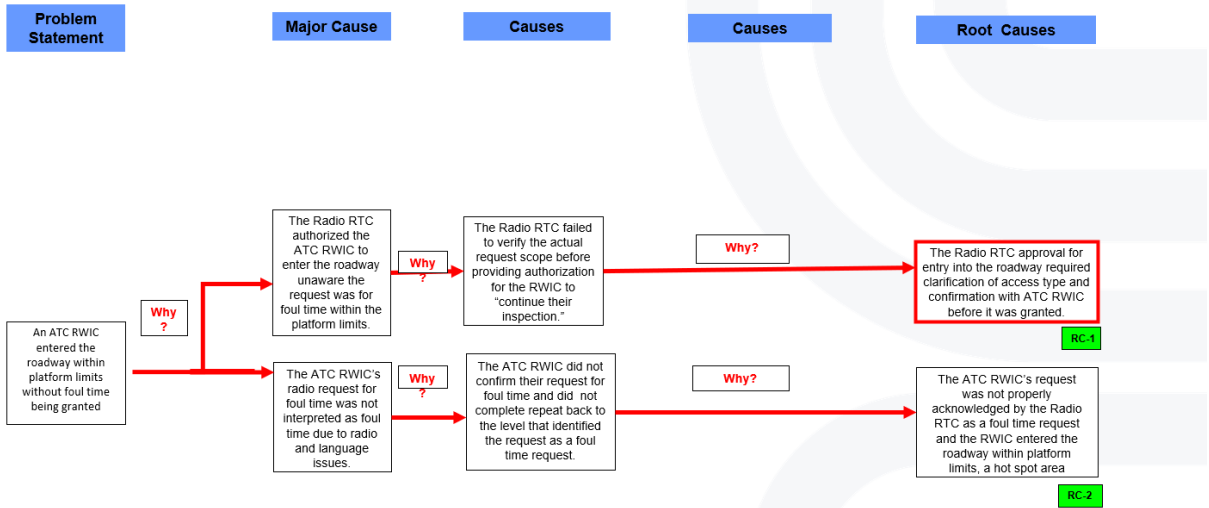 Problem
Statement
Major Cause
Causes
Causes
Root Causes
An ATC RWIC
entered the
roadway within
platform limits
without foul time
being granted
Why
?
The Radio RTC
authorized the
ATC RWIC to
enter the roadway
unaware the
request was for
foul time within the
platform limits.
Why
?
The Radio RTC failed
to verify the actual
request scope before
providing authorization
for the RWIC to
“continue their
inspection.”
Why?
The Radio RTC approval for
entry into the roadway required
clarification of access type and
confirmation with ATC RWIC
before it was granted.
RC-1
The ATC RWIC’s
radio request for
foul time was not
interpreted as foul
time due to radio
and language
issues.
Why
?
The ATC RWIC did not
confirm their request for
foul time and did not
complete repeat back to
the level that identified
the request as a foul
time request.
Why?
The ATC RWIC’s request
was not properly
acknowledged by the Radio
RTC as a foul time request
and the RWIC entered the
roadway within platform
limits, a hot spot area
RC-2